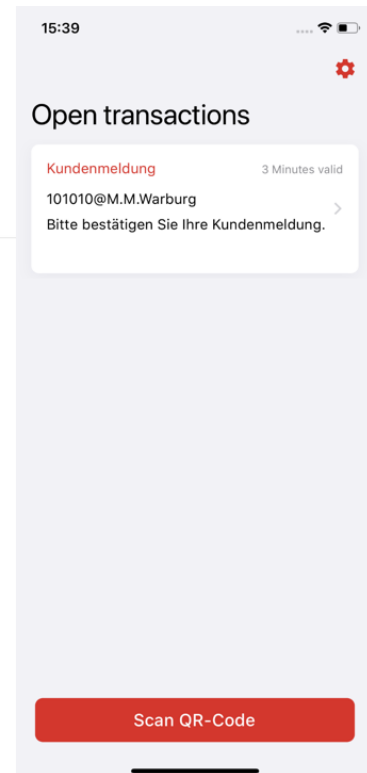 15:39
Open transactions
Kundenmeldung 3 Minutes valid
101010@M.M.Warburg
Bitte bestätigen Sie Ihre Kundenmeldung.
Scan QR-Code